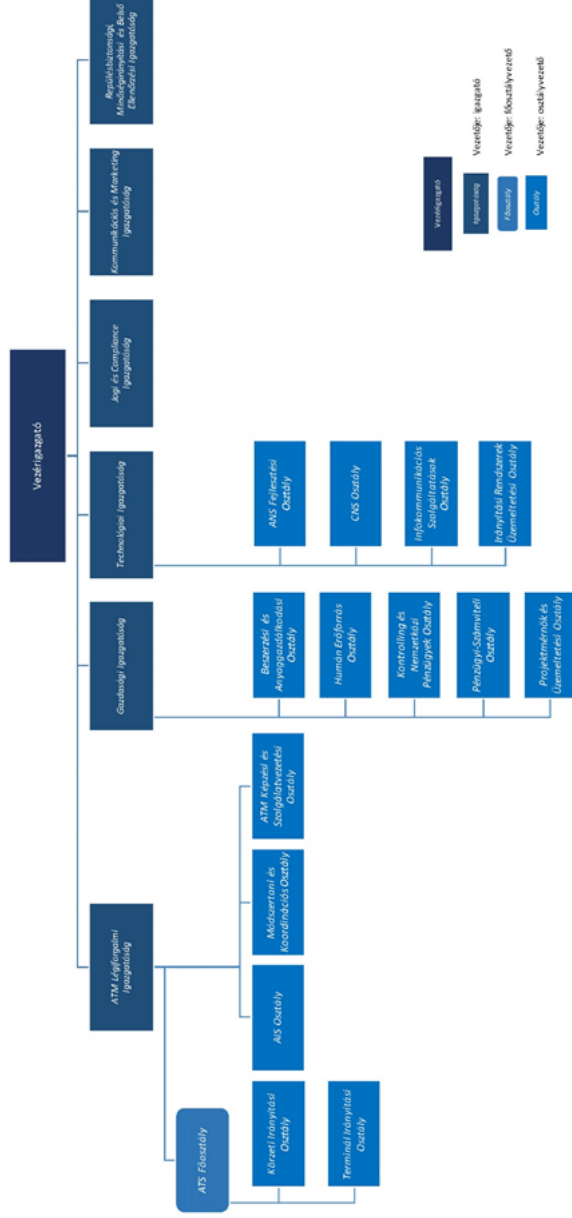 Vezérigazgató
ATM Légiforgalmi
Igazgatóság
Gazdasági Igazgatóság
Technológiai Igazgatóság
Jogi és Compliance
Igazgatóság
Kommunikációs és Marketing
Igazgatóság
Repülésbiztonsági,
Minőségirányítási és Belső
Ellenőrzési Igazgatóság
ATS Főosztály
Körzeti Irányítási
Osztály
Terminál Irányítási
Osztály
AIS Osztály
Módszertani és
Koordinációs Osztály
ATM Képzési és
Szolgálatvezetési
Osztály
Beszerzési és
Anyaggazdálkodási
Osztály
Humán Erőforrás
Osztály
Kontrolling és
Nemzetközi
Pénzügyek Osztály
Pénzügyi-Számviteli
Osztály
Projektmérnök és
Üzemeltetési Osztály
ANS Fejlesztési
Osztály
CNS Osztály
Infokommunikációs
Szolgáltatások
Osztály
Irányítási Rendszerek
Üzemeltetési Osztály
Vezérigazgató
Igazgatóság
Vezetője: igazgató
Főosztály
Vezetője: főosztályvezető
Osztály
Vezetője: osztályvezető